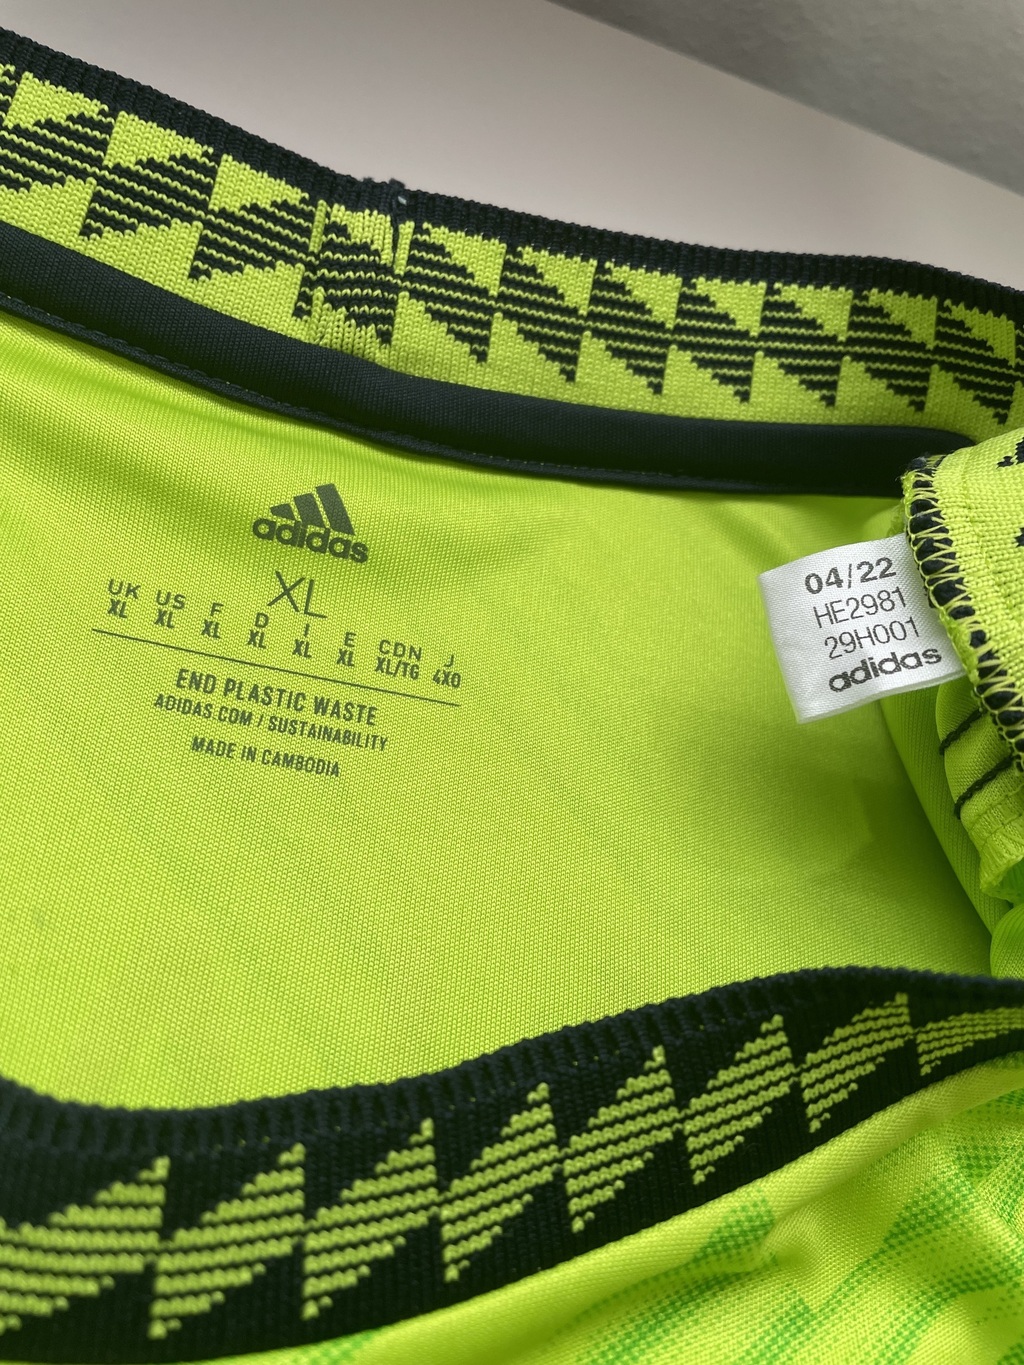 adidas
XL
UK US F D I E CDN J
XL XL XL XL XL XL XL/TG 4XO
END PLASTIC WASTE
ADIDAS.COM / SUSTAINABILITY
MADE IN CAMBODIA
04/22
HE2981
29H001
adidas